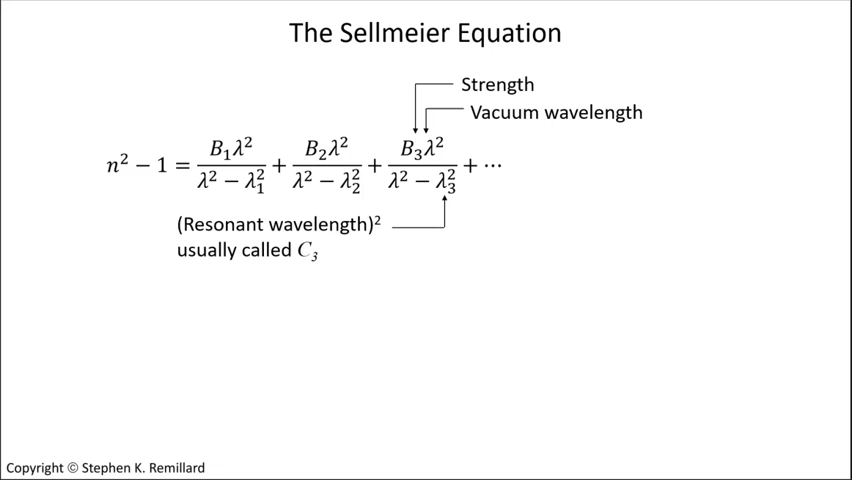 The Sellmeier Equation
Strength
Vacuum wavelength
n² − 1 = B₁λ²/(λ² − λ₁²) + B₂λ²/(λ² − λ₂²) + B₃λ²/(λ² − λ₃²) + ⋯
(Resonant wavelength)²
usually called C₃
Copyright © Stephen K. Remillard